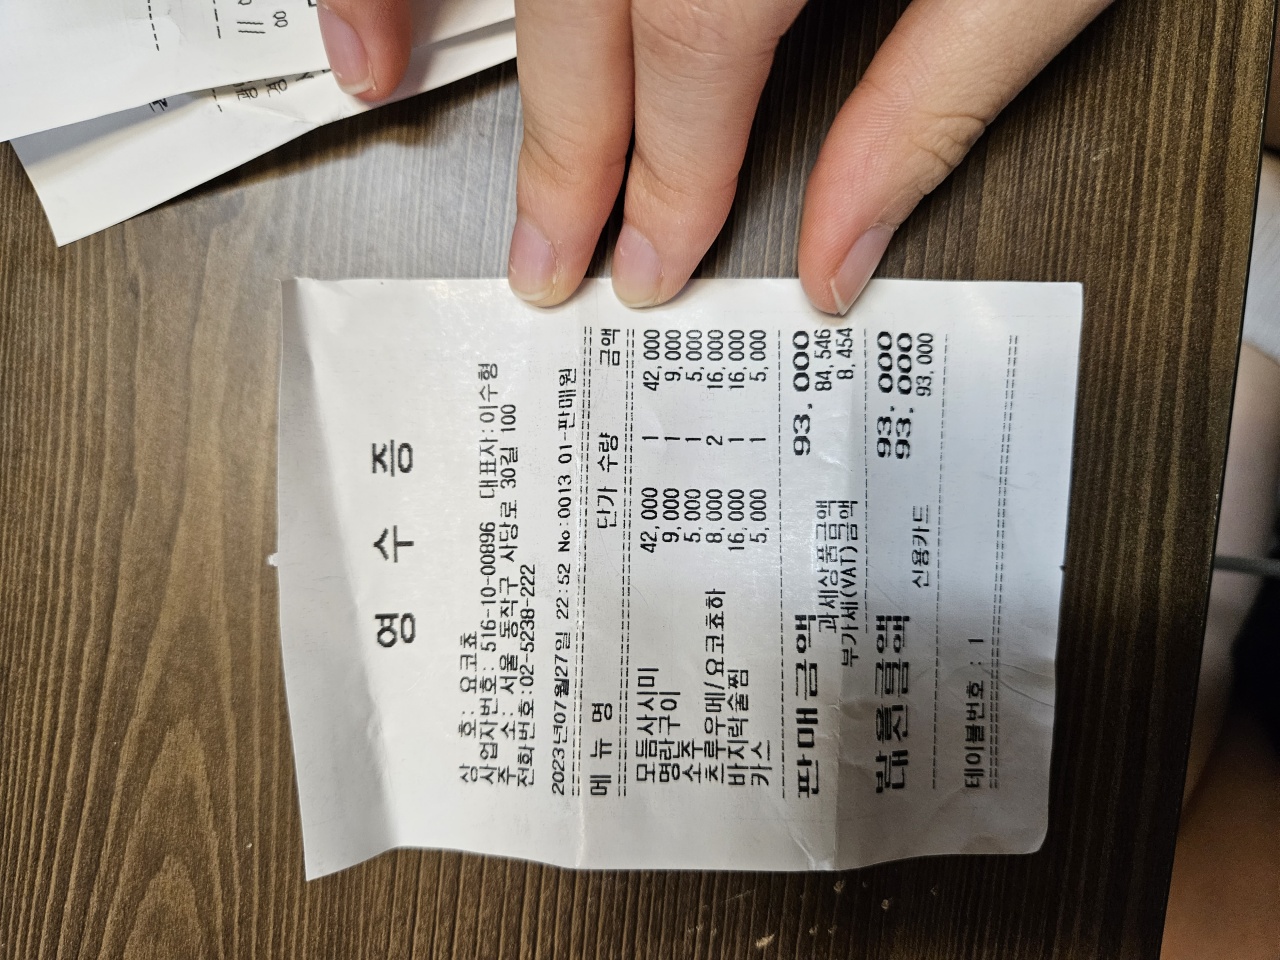 영 수 증
상 호: 요코쵸
사업자번호: 516-10-00896 대표자:이수형
주 소: 서울 동작구 사당로 30길 100
전화번호:02-5238-222
2023년07월27일 22:52 No:0013 01-판매원
메 뉴 명 단가 수량 금액
모듬사시미 42,000 1 42,000
명란구이 9,000 1 9,000
소주 5,000 1 5,000
츠루우메/요코쵸하 8,000 2 16,000
바지락술찜 16,000 1 16,000
카스 5,000 1 5,000
판매금액 93,000
과세상품금액 84,546
부가세(VAT)금액 8,454
받을금액 93,000
내신금액 93,000
신용카드 93,000
테이블번호 : 1